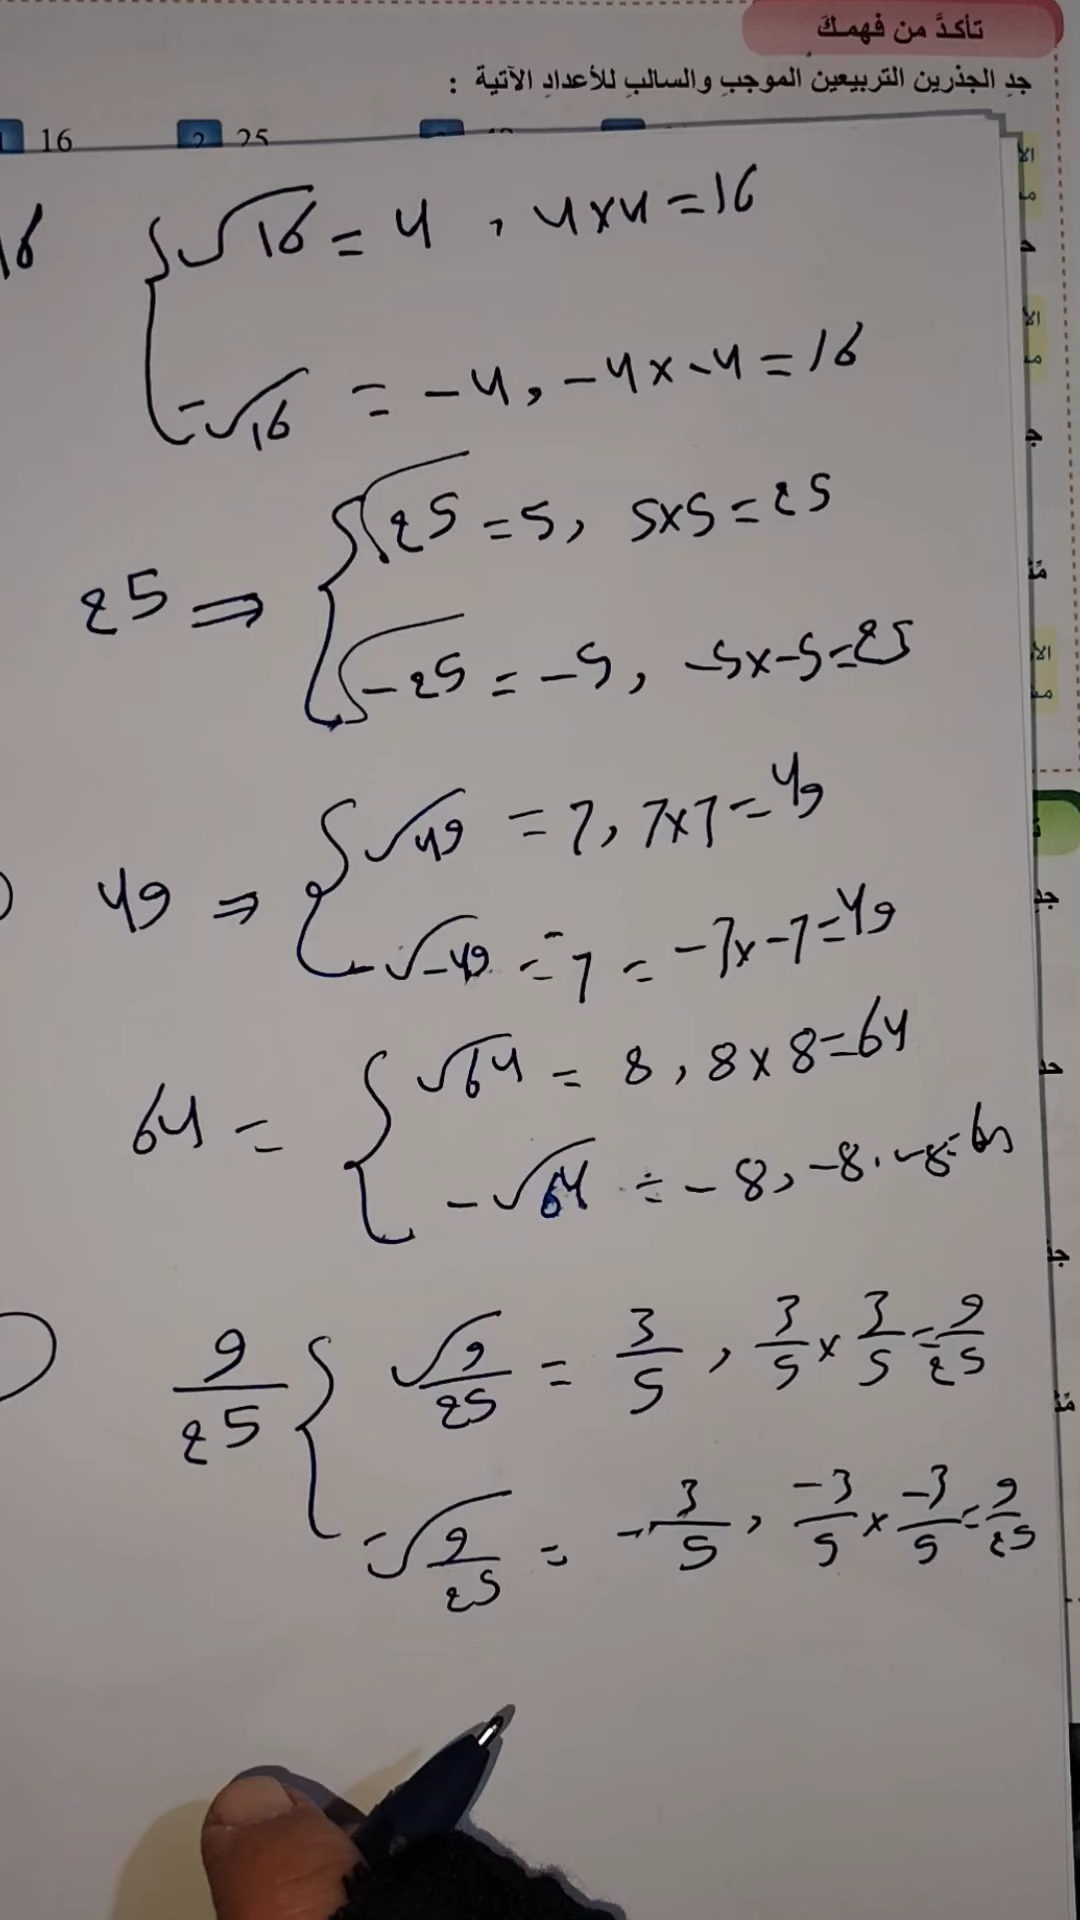 تأكدَّ من فهمكَ
جدِ الجذرين التربيعين الموجبِ والسالبِ للأعدادِ الآتية :
1 16 2 25
16 √16 = 4 , 4×4=16
-√16 = -4, -4×-4=16
25 ⇒ √25 = 5, 5×5=25
√-25 = -5, -5×-5=25
49 ⇒ √49 = 7, 7×7=49
-√-49 = -7 = -7×-7=49
64 = √64 = 8, 8×8=64
-√64 = -8, -8·-8=64
9/25 √9/25 = 3/5, 3/5 × 3/5 = 9/25
-√9/25 = -3/5, -3/5 × -3/5 = 9/25